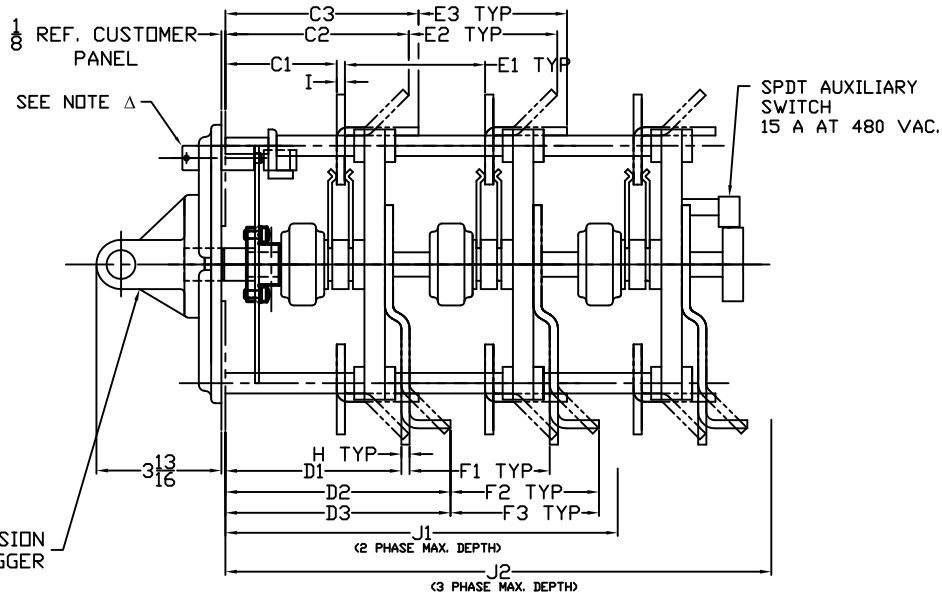 C3
E3 TYP
1/8 REF. CUSTOMER
PANEL
C2
E2 TYP
C1
E1 TYP
I
SEE NOTE Δ
SPDT AUXILIARY
SWITCH
15 A AT 480 VAC.
H TYP
3 13/16
D1
F1 TYP
D2
F2 TYP
D3
F3 TYP
J1
(2 PHASE MAX. DEPTH)
SION
GGER
J2
(3 PHASE MAX. DEPTH)